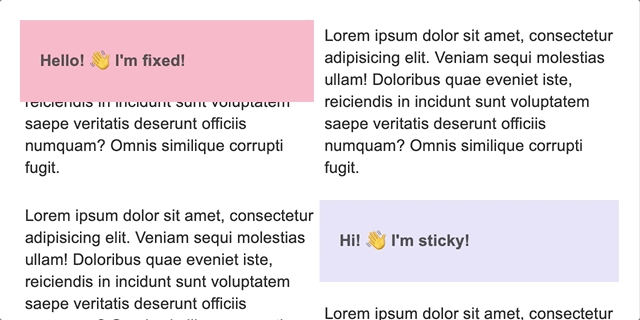 Hello! 👋 I'm fixed!
reiciendis in incidunt sunt voluptatem
saepe veritatis deserunt officiis
numquam? Omnis similique corrupti
fugit.
Lorem ipsum dolor sit amet, consectetur
adipisicing elit. Veniam sequi molestias
ullam! Doloribus quae eveniet iste,
reiciendis in incidunt sunt voluptatem
saepe veritatis deserunt officiis
Lorem ipsum dolor sit amet, consectetur
adipisicing elit. Veniam sequi molestias
ullam! Doloribus quae eveniet iste,
reiciendis in incidunt sunt voluptatem
saepe veritatis deserunt officiis
numquam? Omnis similique corrupti
fugit.
Hi! 👋 I'm sticky!
Lorem ipsum dolor sit amet, consectetur